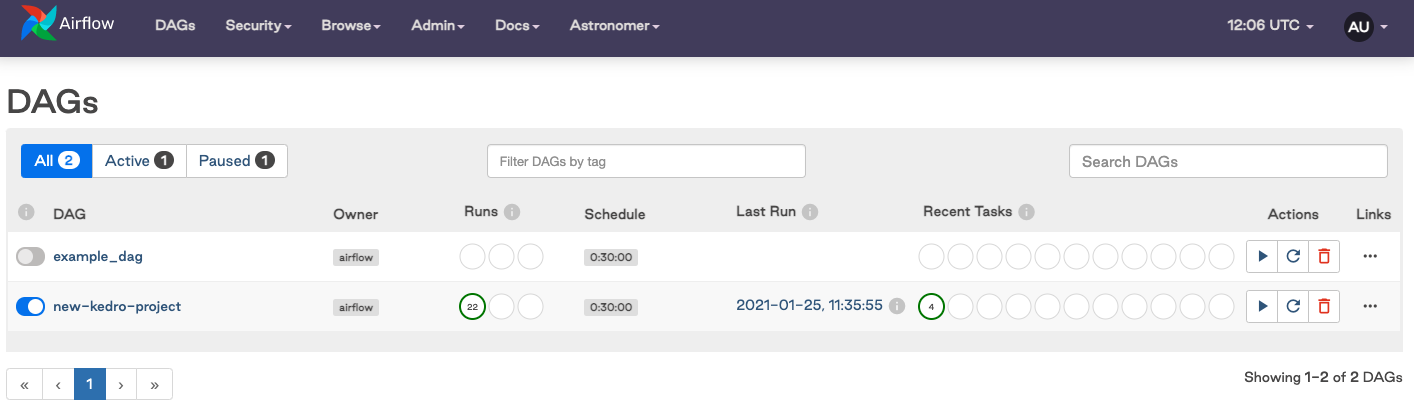 Airflow DAGs Security Browse Admin Docs Astronomer 12:06 UTC AU
DAGs
All 2 Active 1 Paused 1 Filter DAGs by tag Search DAGs
i DAG Owner Runs i Schedule Last Run i Recent Tasks i Actions Links
example_dag airflow 0:30:00
new-kedro-project airflow 22 0:30:00 2021-01-25, 11:35:55 i 4
« ‹ 1 › » Showing 1-2 of 2 DAGs